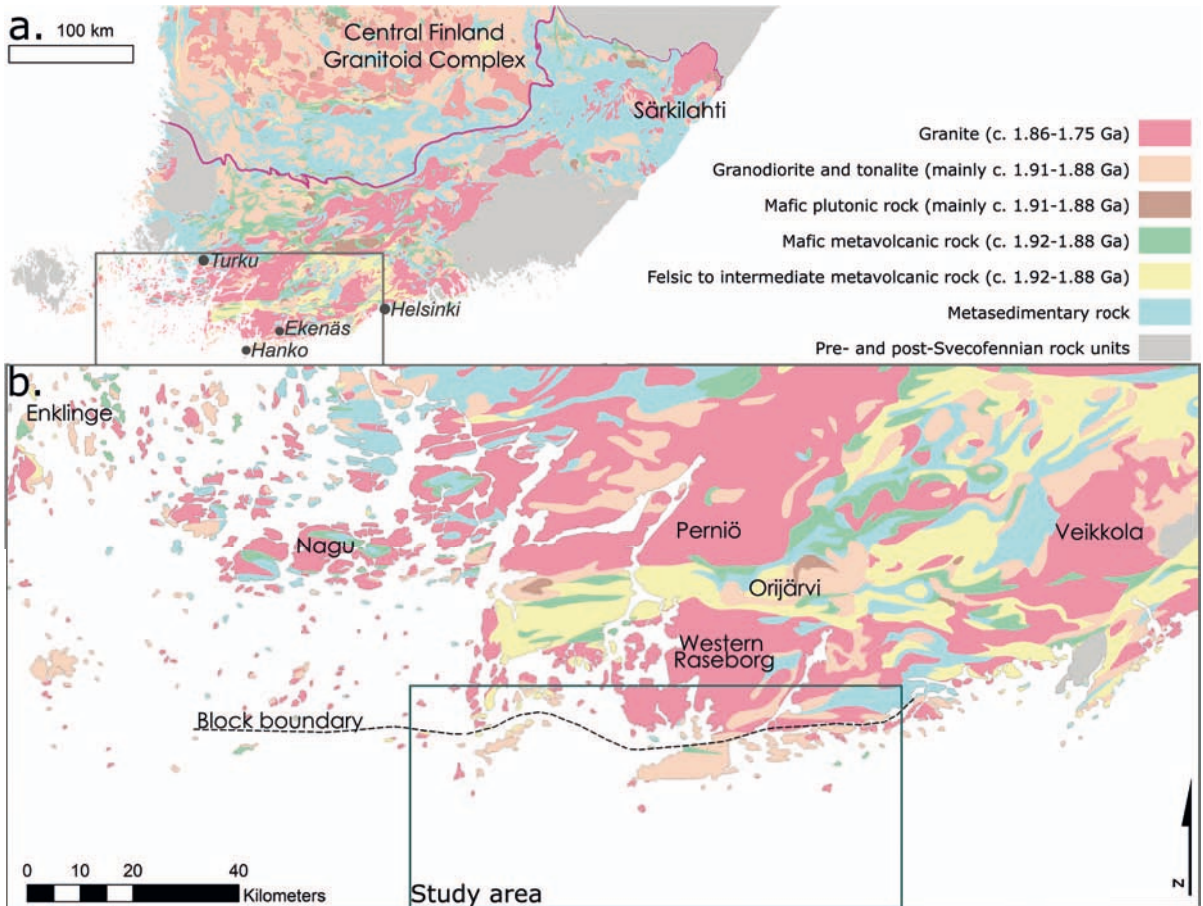 a.
100 km
Central Finland
Granitoid Complex
Särkilahti
Granite (c. 1.86-1.75 Ga)
Granodiorite and tonalite (mainly c. 1.91-1.88 Ga)
Mafic plutonic rock (mainly c. 1.91-1.88 Ga)
Mafic metavolcanic rock (c. 1.92-1.88 Ga)
Felsic to intermediate metavolcanic rock (c. 1.92-1.88 Ga)
Metasedimentary rock
Pre- and post-Svecofennian rock units
Turku
Helsinki
Ekenäs
Hanko
b.
Enklinge
Nagu
Perniö
Veikkola
Orijärvi
Western
Raseborg
Block boundary
0 10 20 40
Kilometers
Study area
N